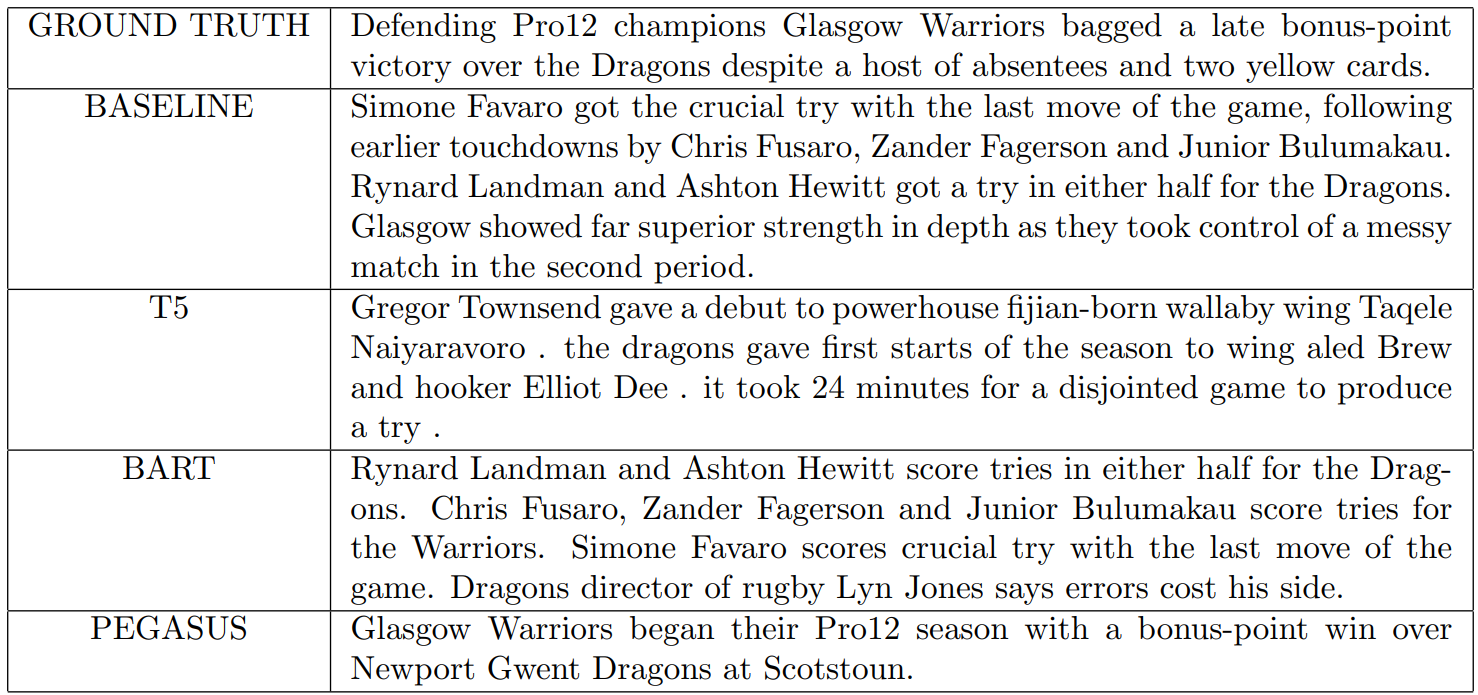 GROUND TRUTH
Defending Pro12 champions Glasgow Warriors bagged a late bonus-point
victory over the Dragons despite a host of absentees and two yellow cards.
BASELINE
Simone Favaro got the crucial try with the last move of the game, following
earlier touchdowns by Chris Fusaro, Zander Fagerson and Junior Bulumakau.
Rynard Landman and Ashton Hewitt got a try in either half for the Dragons.
Glasgow showed far superior strength in depth as they took control of a messy
match in the second period.
T5
Gregor Townsend gave a debut to powerhouse fijian-born wallaby wing Taqele
Naiyaravoro . the dragons gave first starts of the season to wing aled Brew
and hooker Elliot Dee . it took 24 minutes for a disjointed game to produce
a try .
BART
Rynard Landman and Ashton Hewitt score tries in either half for the Drag-
ons. Chris Fusaro, Zander Fagerson and Junior Bulumakau score tries for
the Warriors. Simone Favaro scores crucial try with the last move of the
game. Dragons director of rugby Lyn Jones says errors cost his side.
PEGASUS
Glasgow Warriors began their Pro12 season with a bonus-point win over
Newport Gwent Dragons at Scotstoun.